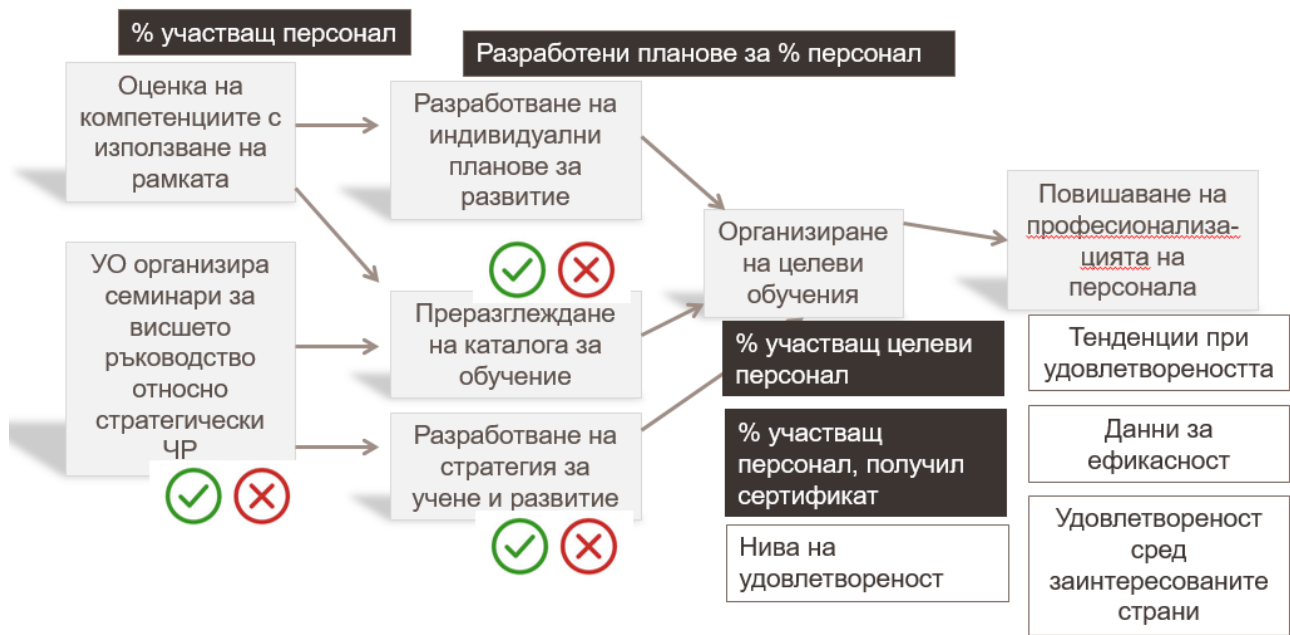 % участващ персонал
Разработени планове за % персонал
Оценка на
компетенциите с
използване на
рамката
Разработване на
индивидуални
планове за
развитие
УО организира
семинари за
висшето
ръководство
относно
стратегически
ЧР
Преразглеждане
на каталога за
обучение
Разработване на
стратегия за
учене и развитие
Организиране
на целеви
обучения
% участващ целеви
персонал
% участващ
персонал, получил
сертификат
Нива на
удовлетвореност
Повишаване на
професионализа-
цията на
персонала
Тенденции при
удовлетвореността
Данни за
ефикасност
Удовлетвореност
сред
заинтересованите
страни